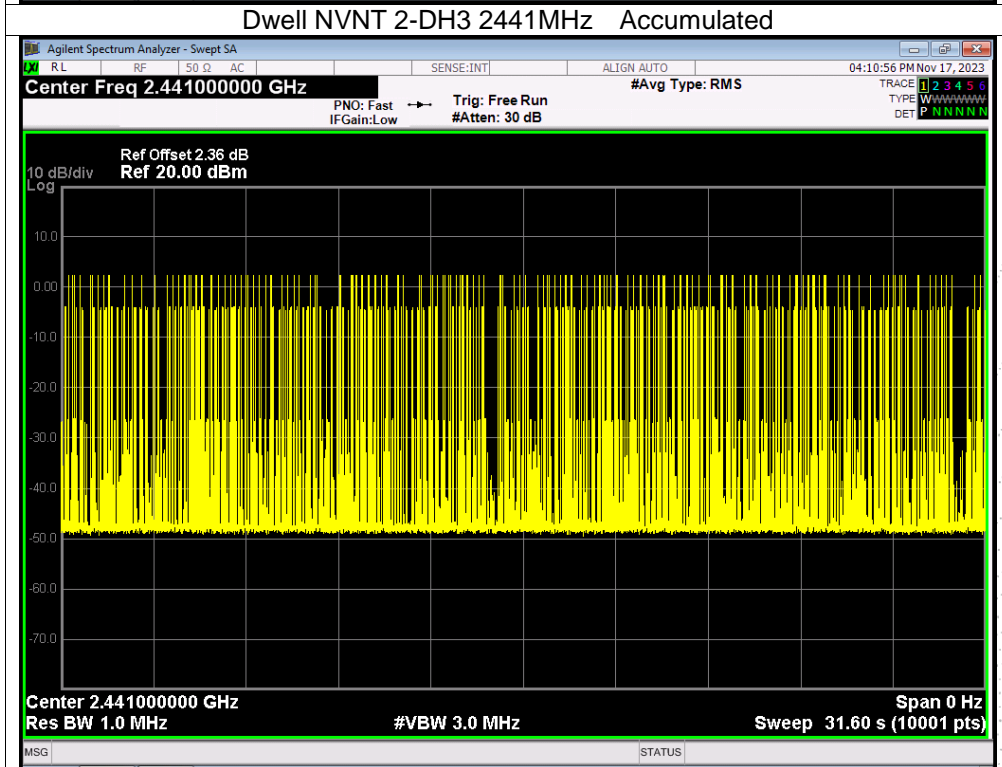 Dwell NVNT 2-DH3 2441MHz Accumulated
Agilent Spectrum Analyzer - Swept SA
LXI RL RF 50 Ω AC SENSE:INT ALIGN AUTO 04:10:56 PM Nov 17, 2023
Center Freq 2.441000000 GHz #Avg Type: RMS TRACE 1 2 3 4 5 6
PNO: Fast Trig: Free Run TYPE WWWWWW
IFGain:Low #Atten: 30 dB DET P N N N N N
Ref Offset 2.36 dB
10 dB/div Ref 20.00 dBm
Log
10.0
0.00
-10.0
-20.0
-30.0
-40.0
-50.0
-60.0
-70.0
Center 2.441000000 GHz Span 0 Hz
Res BW 1.0 MHz #VBW 3.0 MHz Sweep 31.60 s (10001 pts)
MSG STATUS